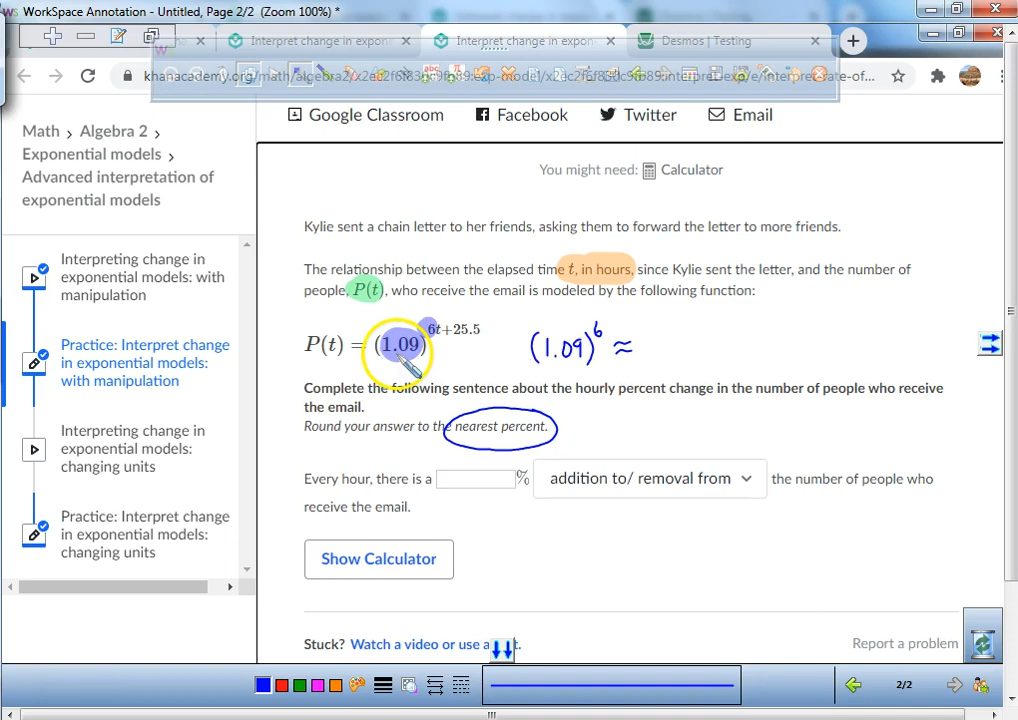 WorkSpace Annotation - Untitled, Page 2/2 (Zoom 100%) *
Interpret change in expon
Interpret change in expon
Desmos | Testing
khanacademy.org/math/algebra2/
Math
Algebra 2
Exponential models
Advanced interpretation of
exponential models
Interpreting change in
exponential models: with
manipulation
Practice: Interpret change
in exponential models:
with manipulation
Interpreting change in
exponential models:
changing units
Practice: Interpret change
in exponential models:
changing units
Google Classroom Facebook Twitter Email
You might need: Calculator
Kylie sent a chain letter to her friends, asking them to forward the letter to more friends.
The relationship between the elapsed time t, in hours, since Kylie sent the letter, and the number of
people, P(t), who receive the email is modeled by the following function:
P(t) = (1.09)^6t+25.5 (1.09)^6 ≈
Complete the following sentence about the hourly percent change in the number of people who receive
the email.
Round your answer to the nearest percent.
Every hour, there is a % addition to/ removal from the number of people who
receive the email.
Show Calculator
Stuck? Watch a video or use a t.
Report a problem
2/2